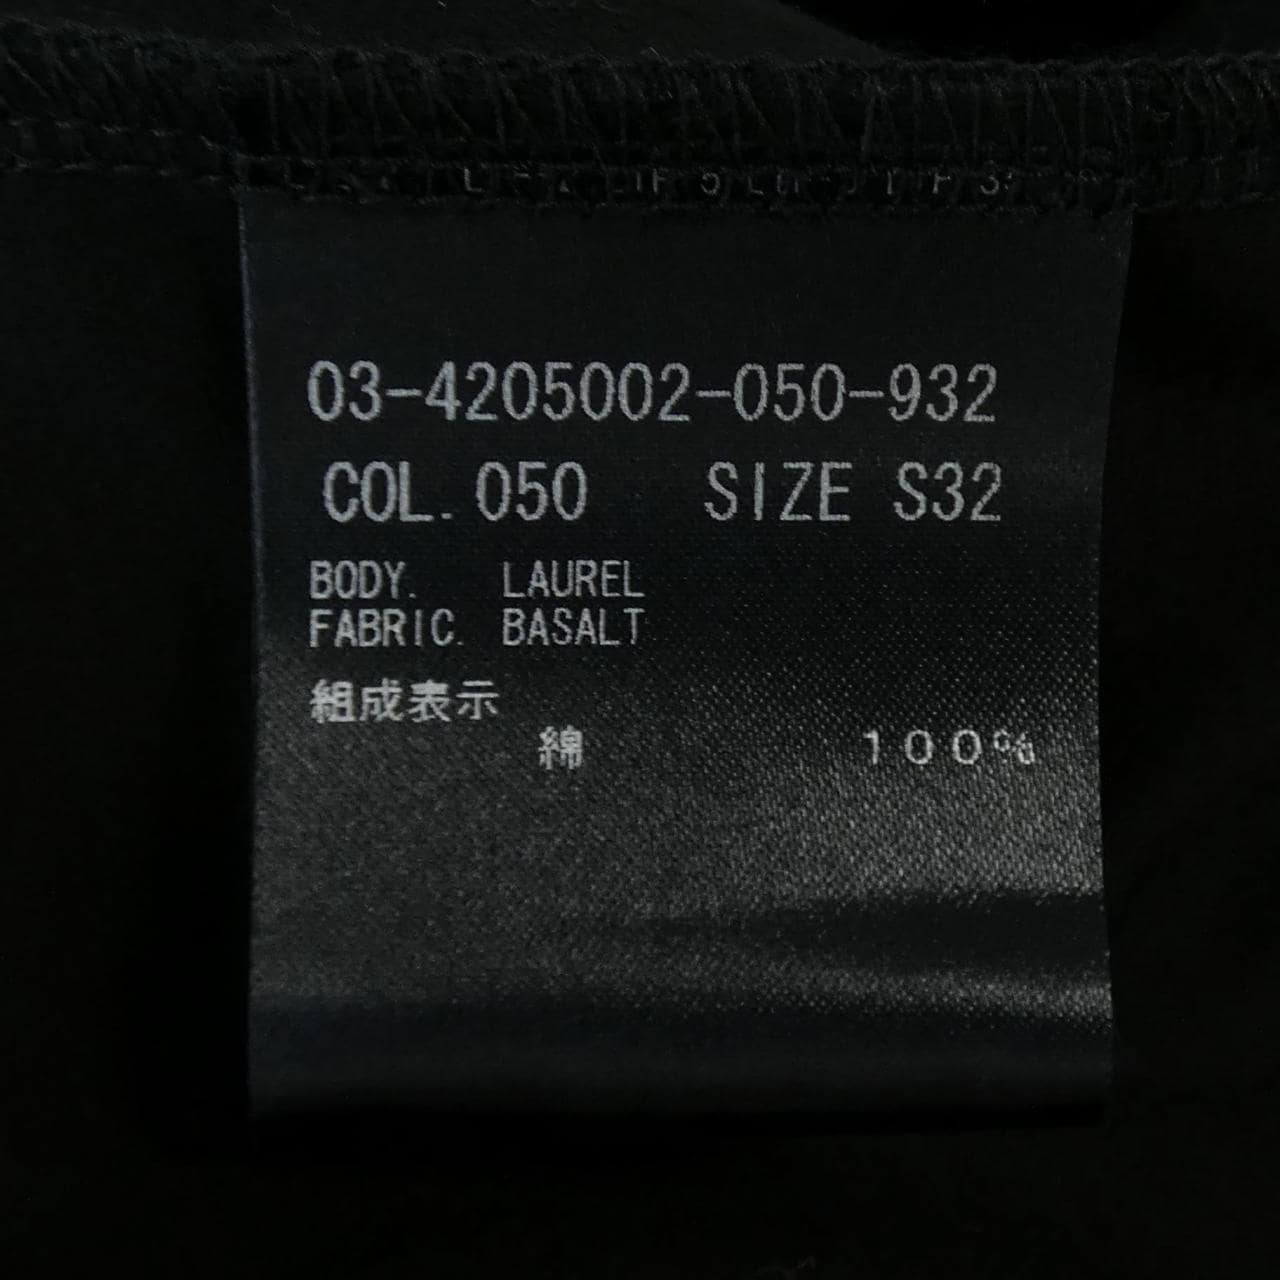 03-4205002-050-932
COL. 050 SIZE S32
BODY. LAUREL
FABRIC. BASALT
組成表示
綿 100%